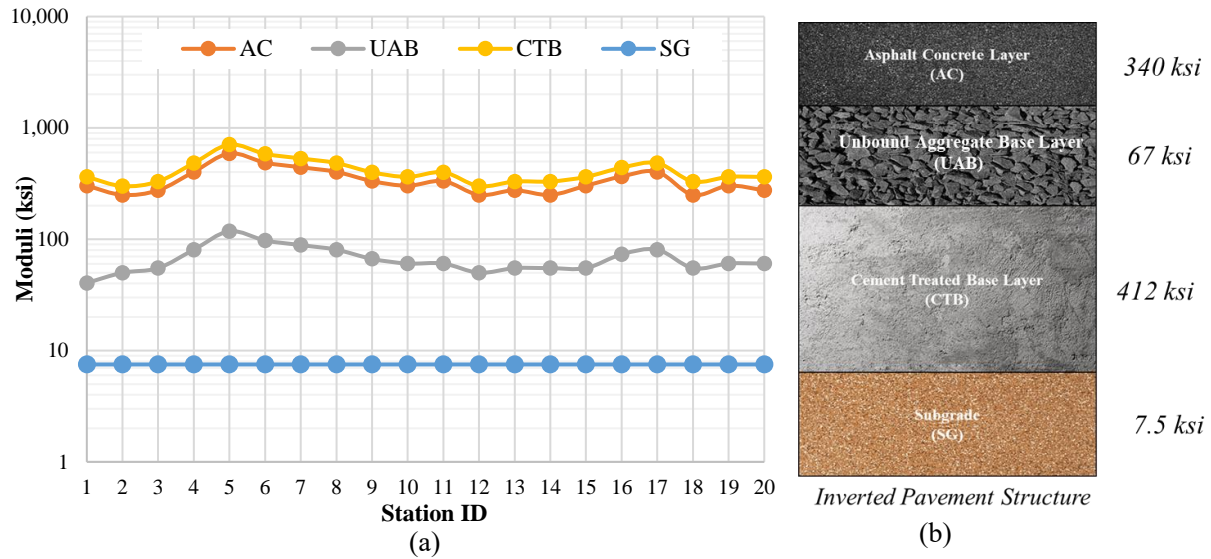 10,000
1,000
100
10
1
Moduli (ksi)
AC UAB CTB SG
1 2 3 4 5 6 7 8 9 10 11 12 13 14 15 16 17 18 19 20
Station ID
(a)
Asphalt Concrete Layer
(AC)
340 ksi
Unbound Aggregate Base Layer
(UAB)
67 ksi
Cement Treated Base Layer
(CTB)
412 ksi
Subgrade
(SG)
7.5 ksi
Inverted Pavement Structure
(b)